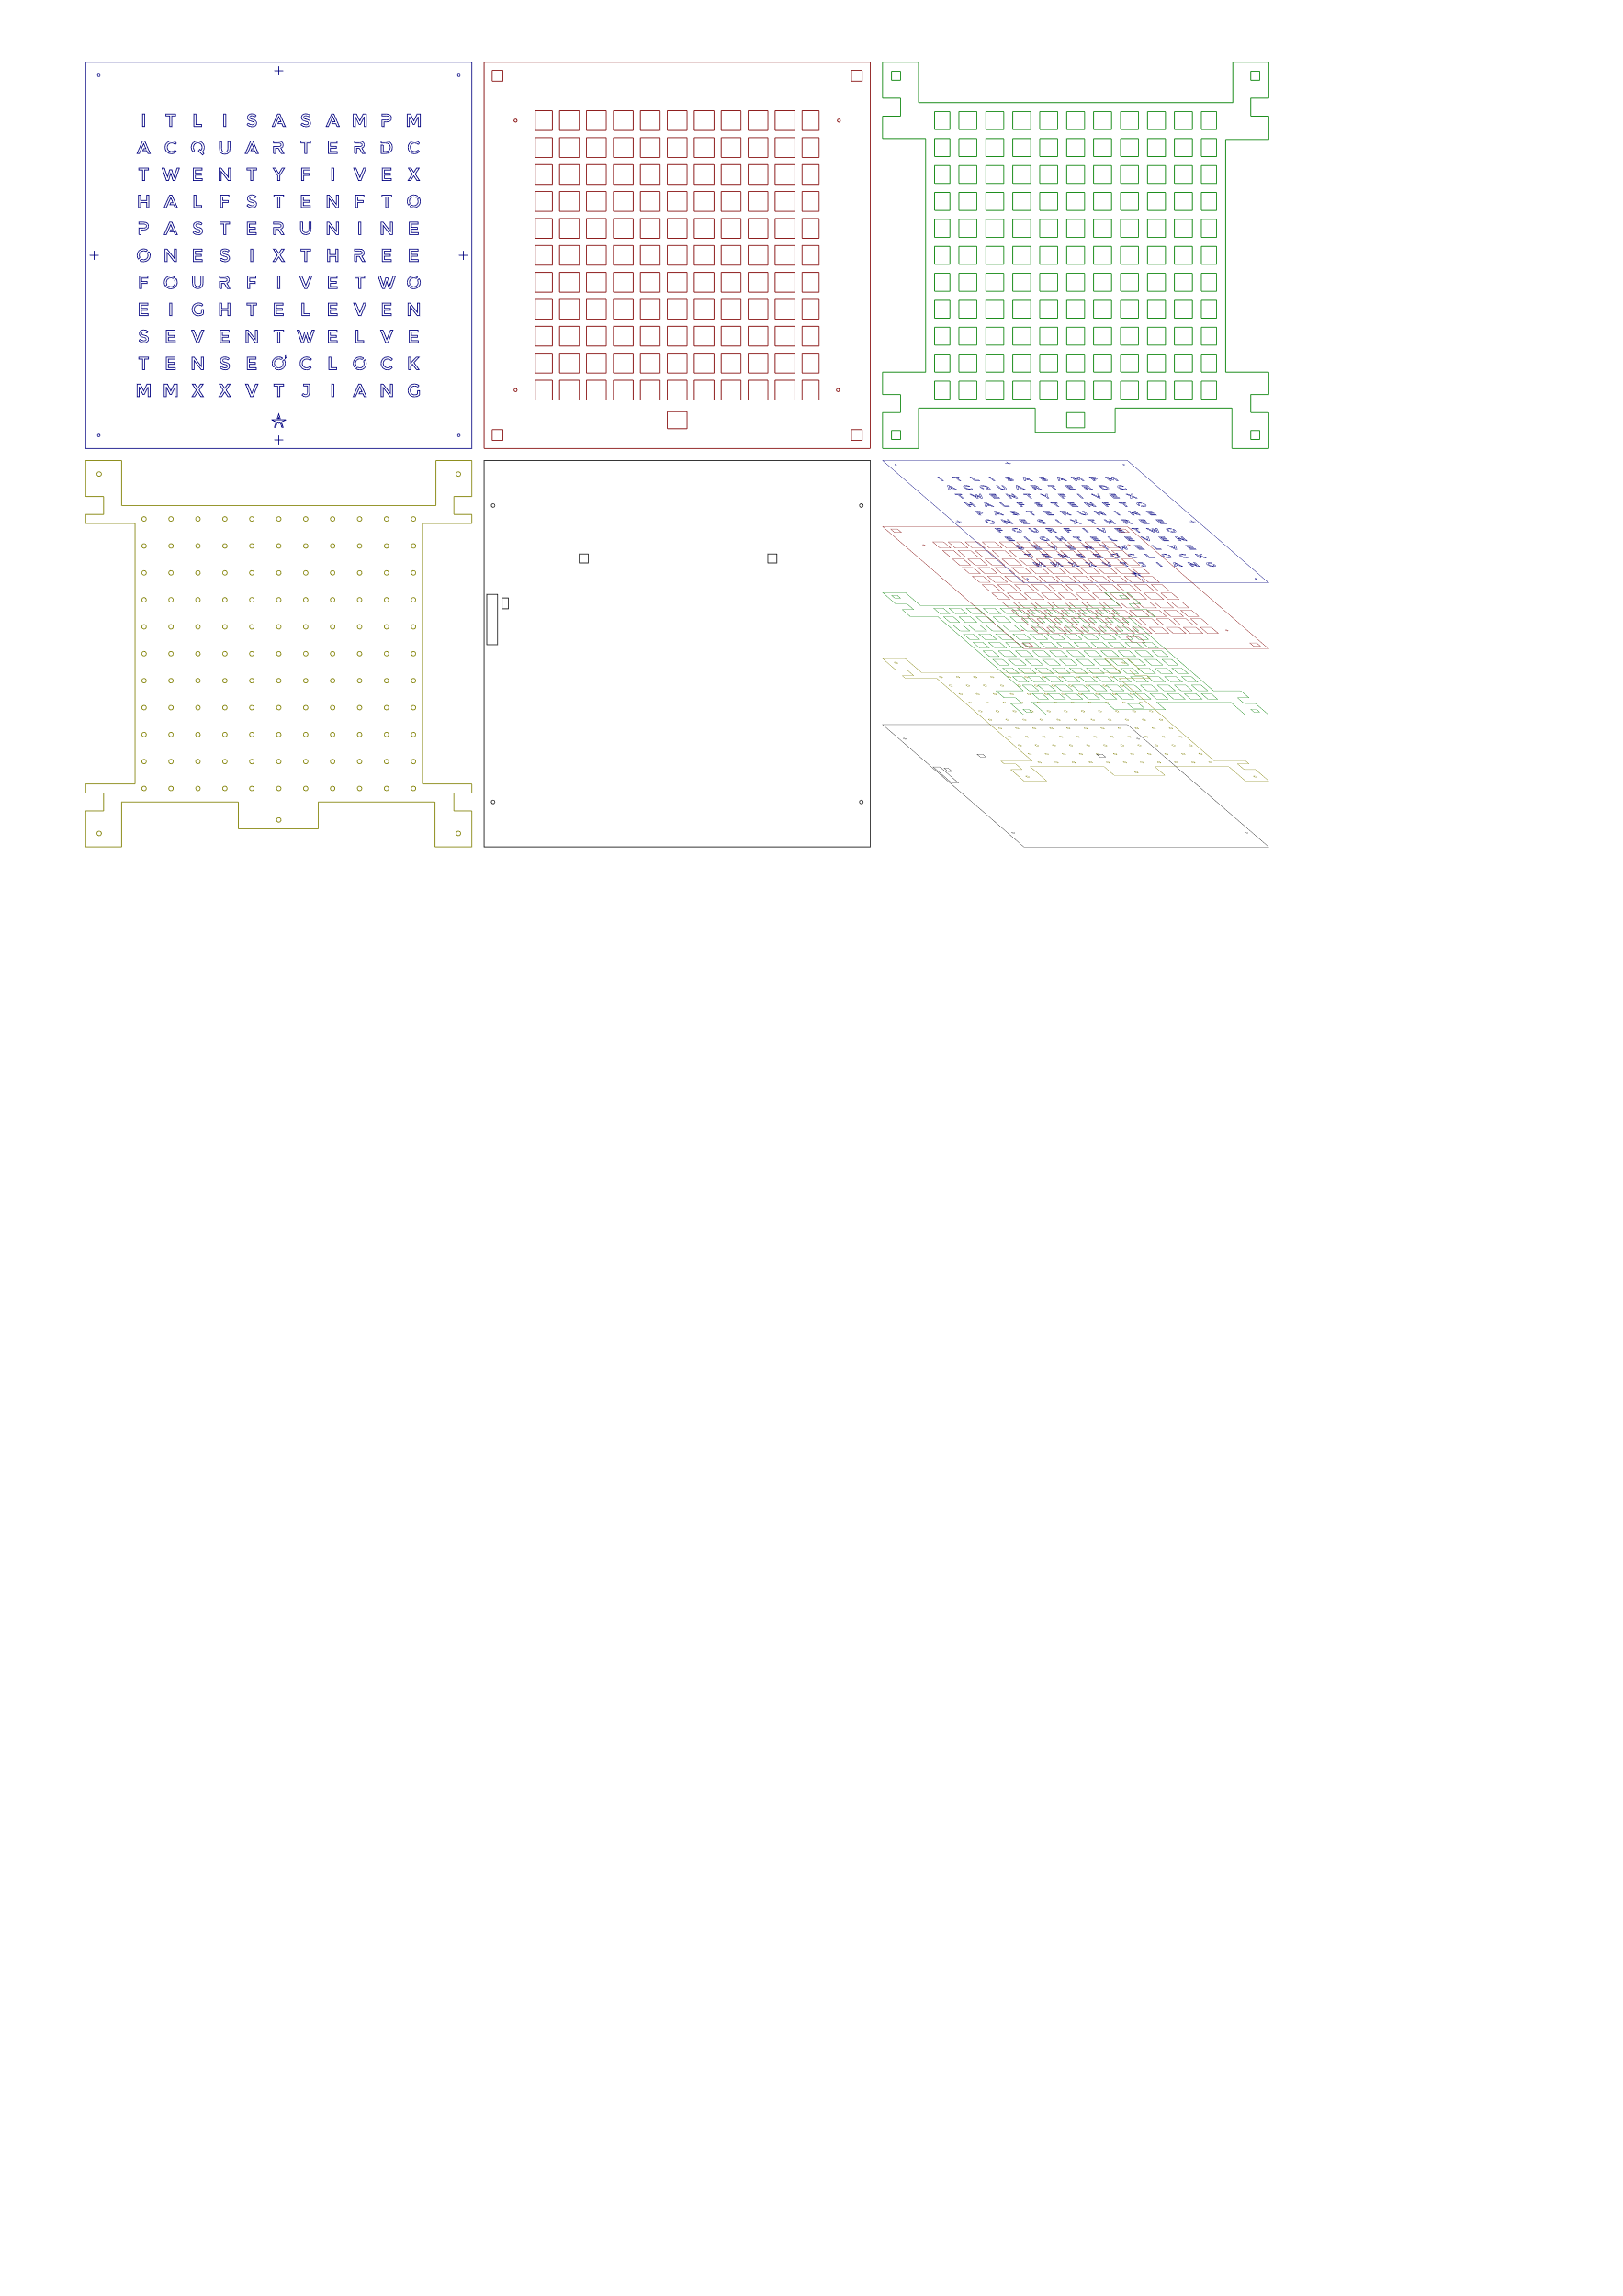 ITLISASAMPM
ACQUARTERDC
TWENTYFIVEX
HALFSTENFTO
PASTERUNINE
ONESIXTHREE
FOURFIVETWO
EIGHTELEVEN
SEVENTWELVE
TENSEO'CLOCK
MMXXVTJIANG